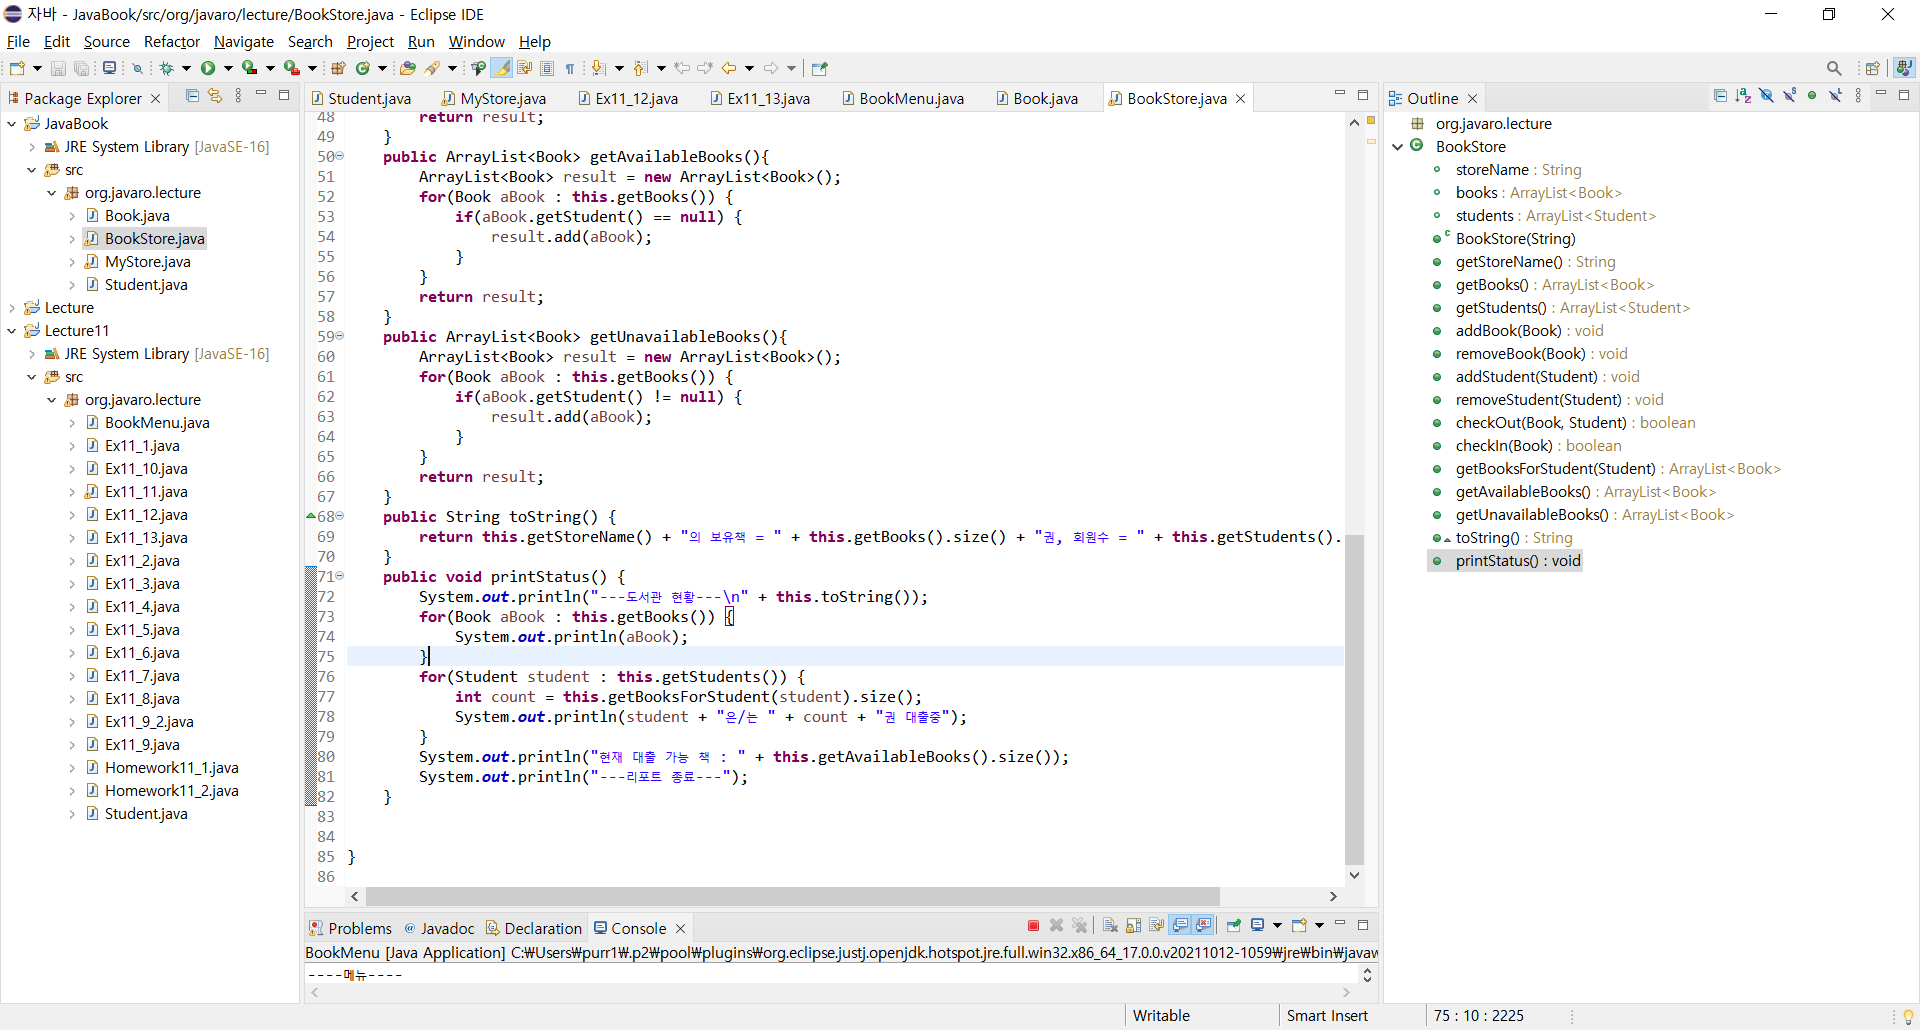 자바 - JavaBook/src/org/javaro/lecture/BookStore.java - Eclipse IDE
File Edit Source Refactor Navigate Search Project Run Window Help
Package Explorer
JavaBook
JRE System Library [JavaSE-16]
src
org.javaro.lecture
Book.java
BookStore.java
MyStore.java
Student.java
Lecture
Lecture11
JRE System Library [JavaSE-16]
src
org.javaro.lecture
BookMenu.java
Ex11_1.java
Ex11_10.java
Ex11_11.java
Ex11_12.java
Ex11_13.java
Ex11_2.java
Ex11_3.java
Ex11_4.java
Ex11_5.java
Ex11_6.java
Ex11_7.java
Ex11_8.java
Ex11_9_2.java
Ex11_9.java
Homework11_1.java
Homework11_2.java
Student.java
Student.java MyStore.java Ex11_12.java Ex11_13.java BookMenu.java Book.java BookStore.java
48 return result;
49 }
50 public ArrayList<Book> getAvailableBooks(){
51 ArrayList<Book> result = new ArrayList<Book>();
52 for(Book aBook : this.getBooks()) {
53 if(aBook.getStudent() == null) {
54 result.add(aBook);
55 }
56 }
57 return result;
58 }
59 public ArrayList<Book> getUnavailableBooks(){
60 ArrayList<Book> result = new ArrayList<Book>();
61 for(Book aBook : this.getBooks()) {
62 if(aBook.getStudent() != null) {
63 result.add(aBook);
64 }
65 }
66 return result;
67 }
68 public String toString() {
69 return this.getStoreName() + "의 보유책 = " + this.getBooks().size() + "권, 회원수 = " + this.getStudents().
70 }
71 public void printStatus() {
72 System.out.println("---도서관 현황---\n" + this.toString());
73 for(Book aBook : this.getBooks()) {
74 System.out.println(aBook);
75 }
76 for(Student student : this.getStudents()) {
77 int count = this.getBooksForStudent(student).size();
78 System.out.println(student + "은/는 " + count + "권 대출중");
79 }
80 System.out.println("현재 대출 가능 책 : " + this.getAvailableBooks().size());
81 System.out.println("---리포트 종료---");
82 }
83
84
85 }
86
Problems Javadoc Declaration Console
BookMenu [Java Application] C:₩Users₩purr1₩.p2₩pool₩plugins₩org.eclipse.justj.openjdk.hotspot.jre.full.win32.x86_64_17.0.0.v20211012-1059₩jre₩bin₩javaw
----메뉴----
Outline
org.javaro.lecture
BookStore
storeName : String
books : ArrayList<Book>
students : ArrayList<Student>
BookStore(String)
getStoreName() : String
getBooks() : ArrayList<Book>
getStudents() : ArrayList<Student>
addBook(Book) : void
removeBook(Book) : void
addStudent(Student) : void
removeStudent(Student) : void
checkOut(Book, Student) : boolean
checkIn(Book) : boolean
getBooksForStudent(Student) : ArrayList<Book>
getAvailableBooks() : ArrayList<Book>
getUnavailableBooks() : ArrayList<Book>
toString() : String
printStatus() : void
Writable Smart Insert 75 : 10 : 2225